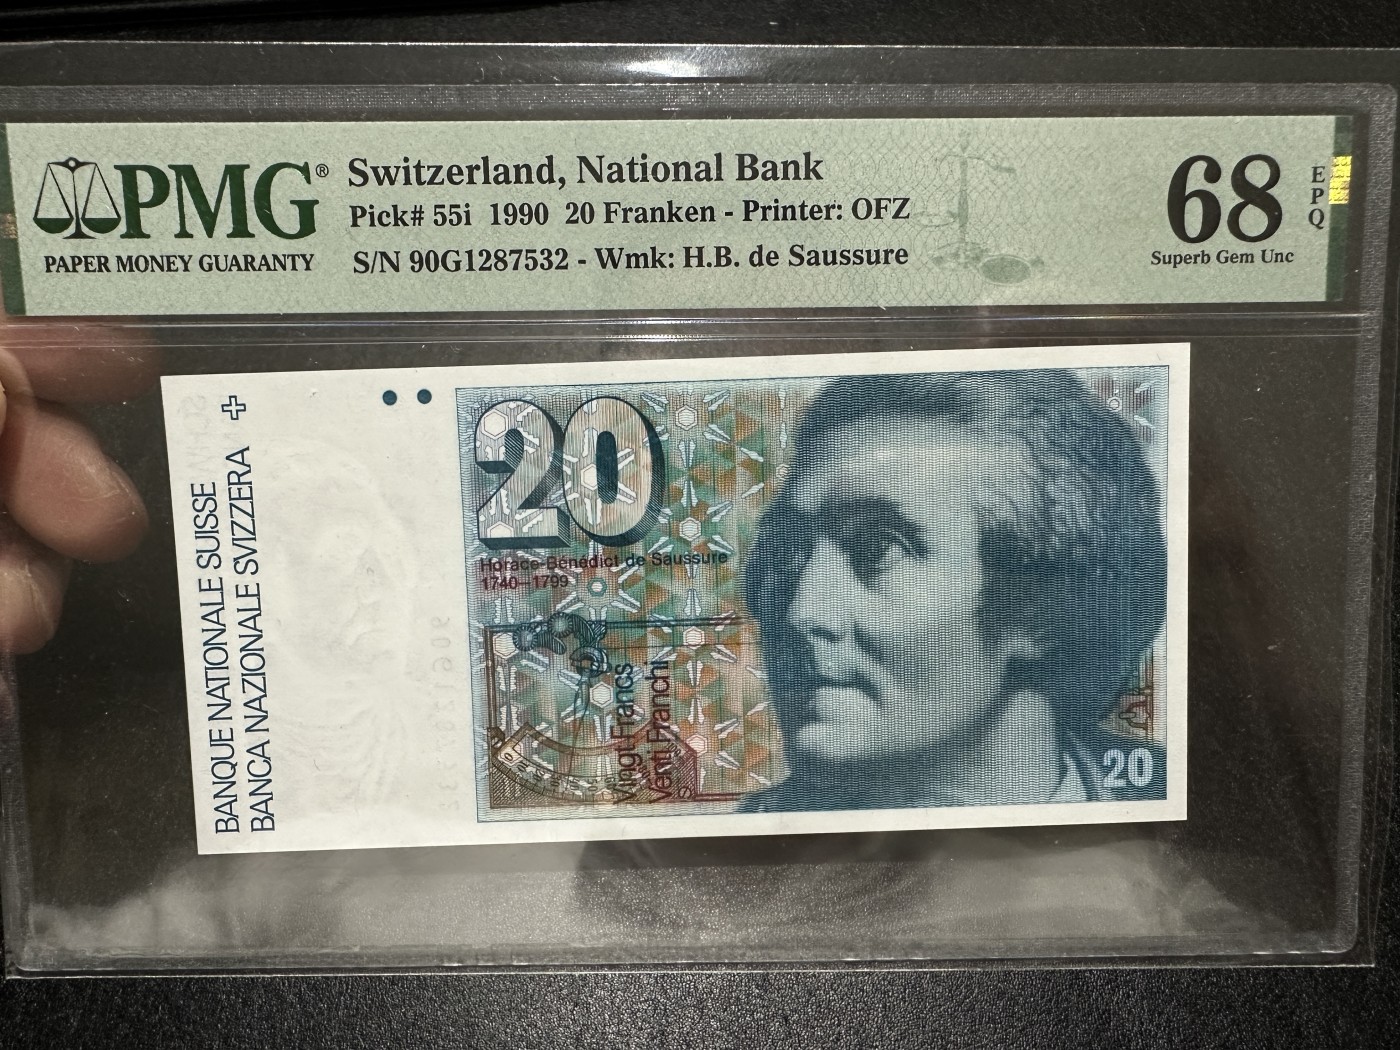 PMG®
PAPER MONEY GUARANTY
Switzerland, National Bank
Pick# 55i 1990 20 Franken - Printer: OFZ
S/N 90G1287532 - Wmk: H.B. de Saussure
68
EPQ
Superb Gem Unc
BANQUE NATIONALE SUISSE
BANCA NAZIONALE SVIZZERA
20
Horace-Bénédict de Saussure
1740–1799
Vingt Francs
Venti Franchi
20